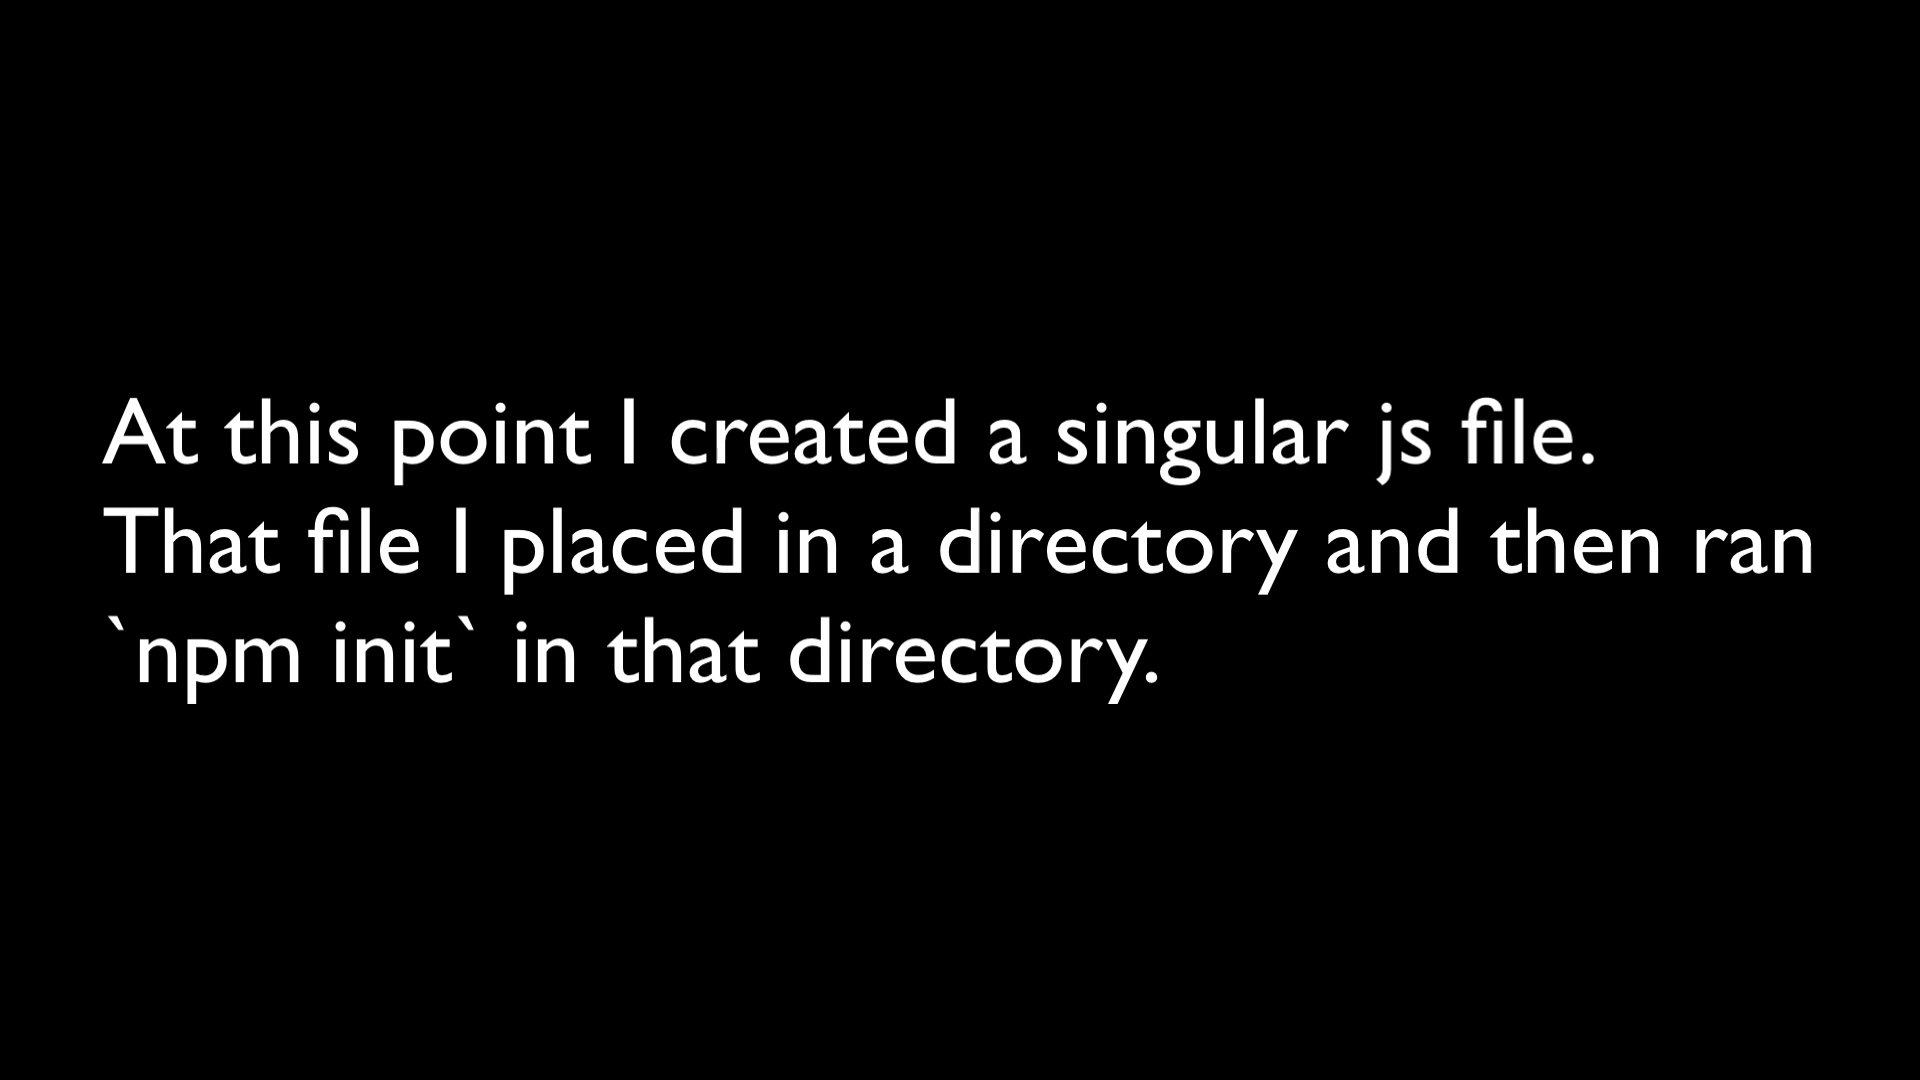 At this point I created a singular js file.
That file I placed in a directory and then ran
`npm init` in that directory.